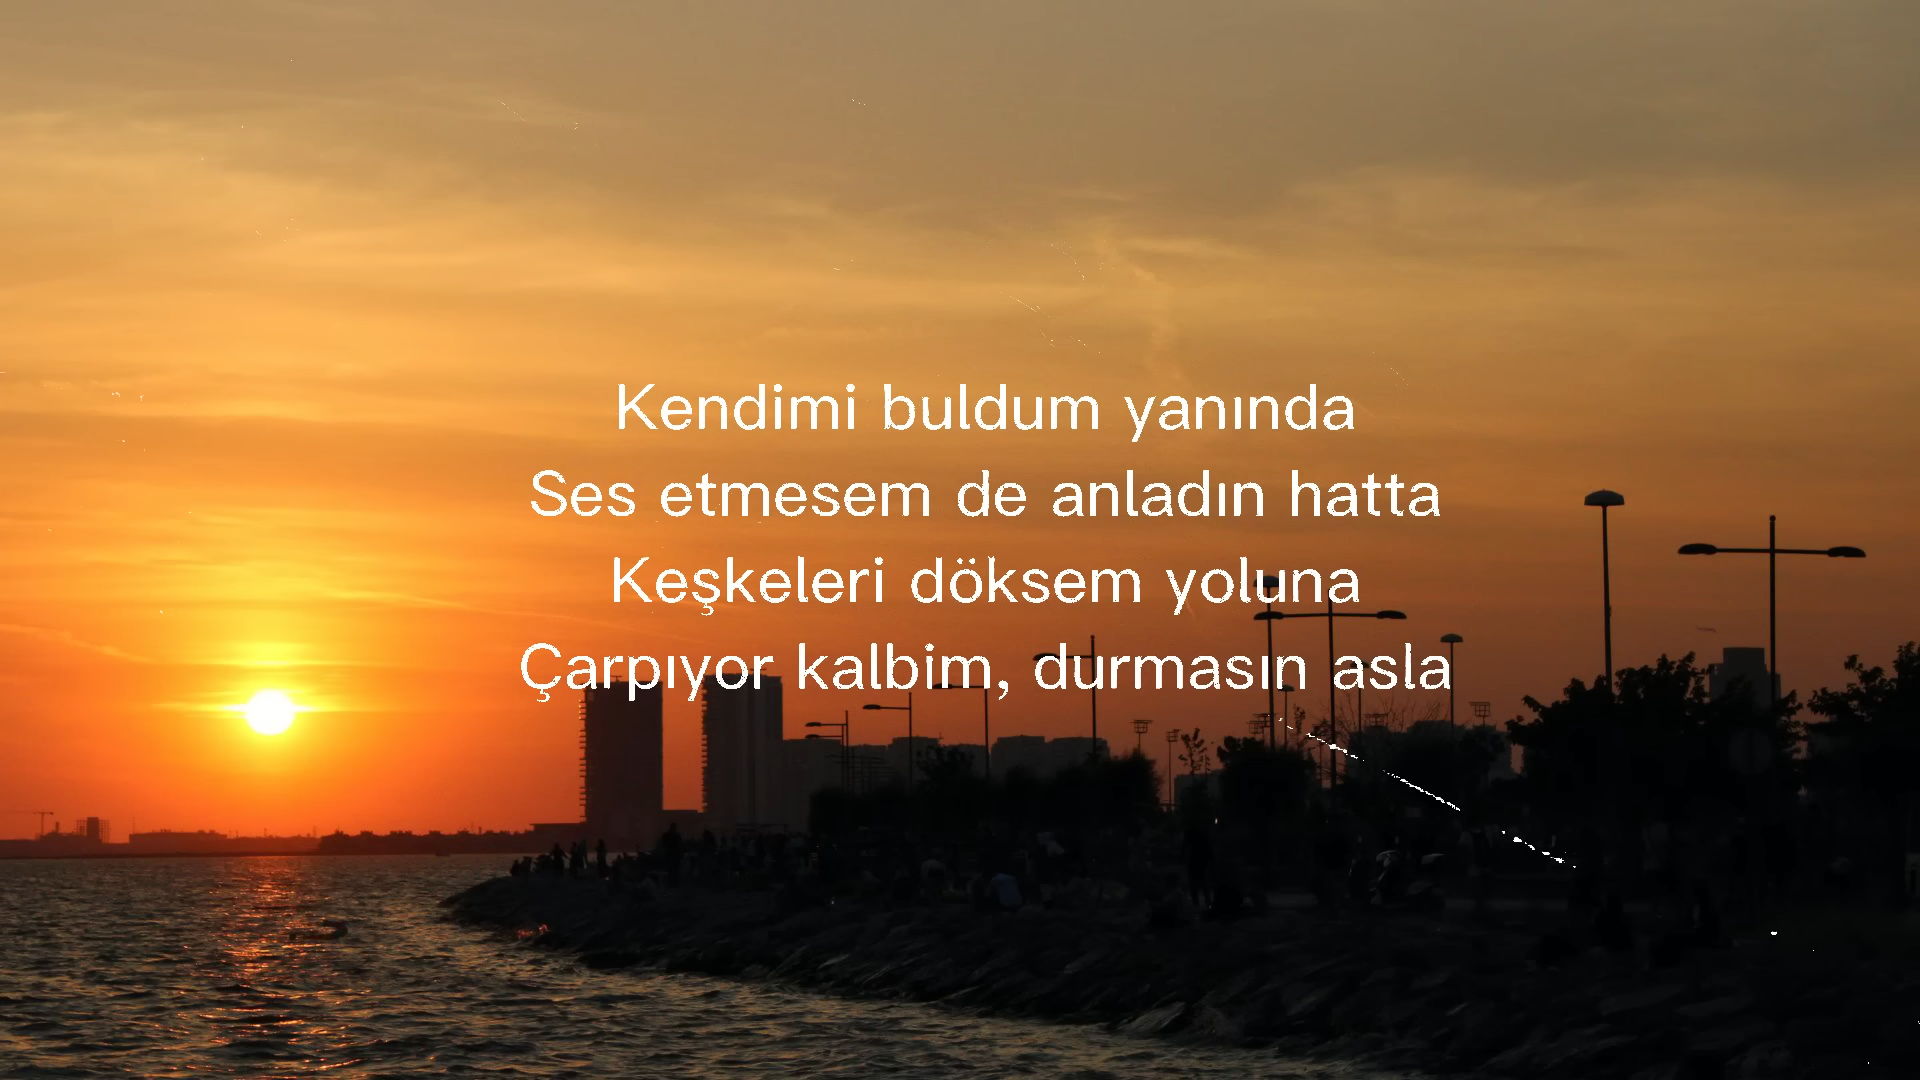 Kendimi buldum yanında
Ses etmesem de anladın hatta
Keşkeleri döksem yoluna
Çarpıyor kalbim, durmasın asla